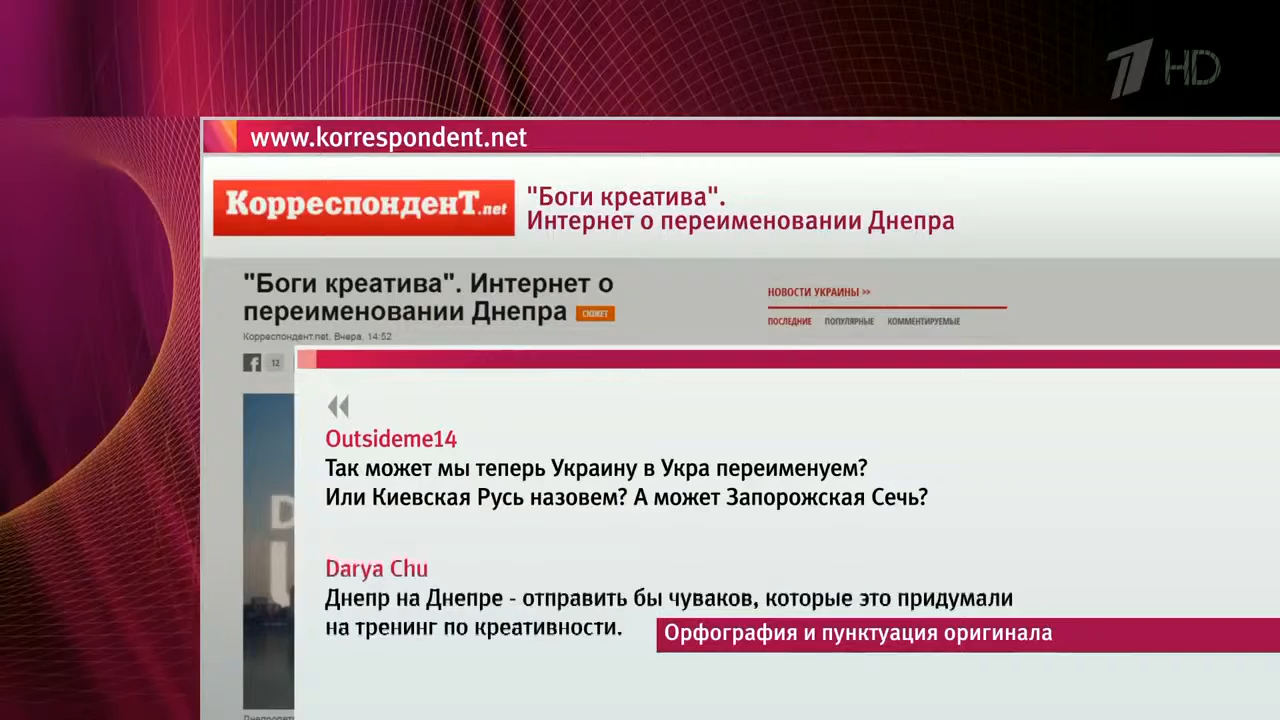 HD
www.korrespondent.net
КорреспонденТ.net
"Боги креатива".
Интернет о переименовании Днепра
"Боги креатива". Интернет о
переименовании Днепра СЮЖЕТ
Корреспондент.net, Вчера, 14:52
12
НОВОСТИ УКРАИНЫ >>
ПОСЛЕДНИЕ ПОПУЛЯРНЫЕ КОММЕНТИРУЕМЫЕ
Outsideme14
Так может мы теперь Украину в Укра переименуем?
Или Киевская Русь назовем? А может Запорожская Сечь?
Darya Chu
Днепр на Днепре - отправить бы чуваков, которые это придумали
на тренинг по креативности.
Орфография и пунктуация оригинала